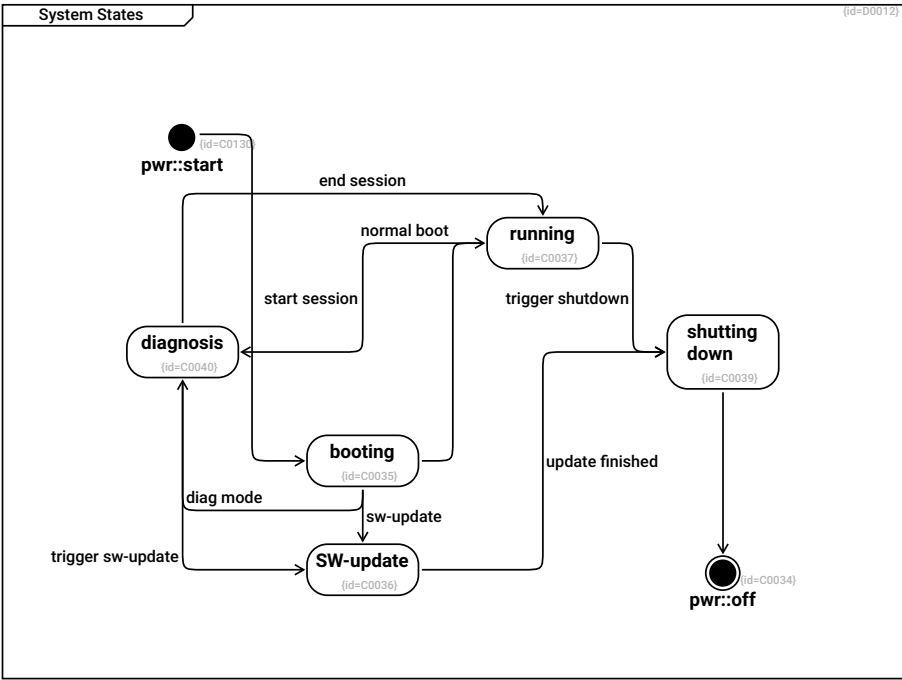 System States
{id=D0012}
{id=C0130}
pwr::start
end session
normal boot
running
{id=C0037}
start session
trigger shutdown
diagnosis
{id=C0040}
shutting
down
{id=C0039}
booting
{id=C0035}
update finished
diag mode
sw-update
trigger sw-update
SW-update
{id=C0036}
{id=C0034}
pwr::off